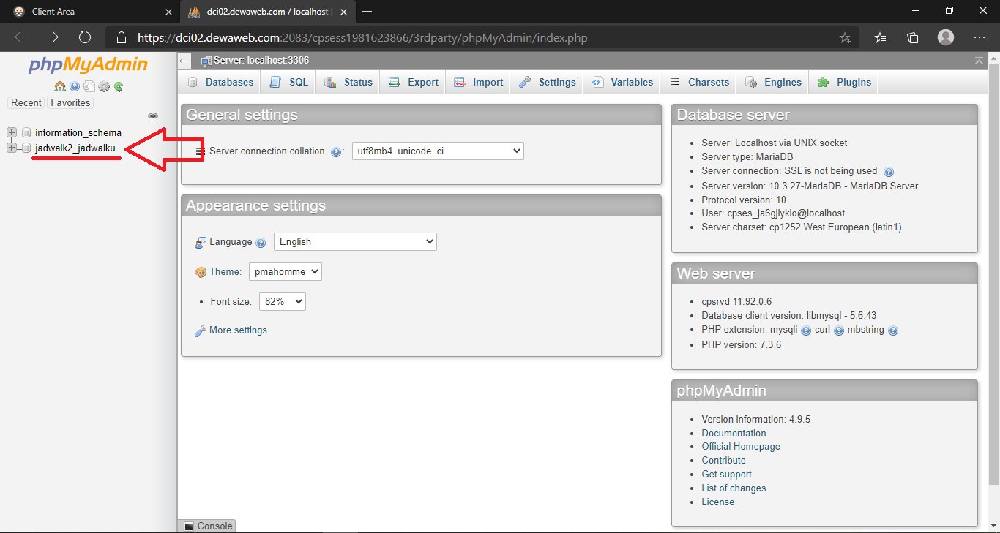 Client Area
dci02.dewaweb.com / localhost |
https://dci02.dewaweb.com:2083/cpsess1981623866/3rdparty/phpMyAdmin/index.php
phpMyAdmin
Recent Favorites
information_schema
jadwalk2_jadwalku
Server: localhost:3306
Databases SQL Status Export Import Settings Variables Charsets Engines Plugins
General settings
Server connection collation : utf8mb4_unicode_ci
Appearance settings
Language English
Theme: pmahomme
• Font size: 82%
More settings
Database server
• Server: Localhost via UNIX socket
• Server type: MariaDB
• Server connection: SSL is not being used
• Server version: 10.3.27-MariaDB - MariaDB Server
• Protocol version: 10
• User: cpses_ja6gjlyklo@localhost
• Server charset: cp1252 West European (latin1)
Web server
• cpsrvd 11.92.0.6
• Database client version: libmysql - 5.6.43
• PHP extension: mysqli curl mbstring
• PHP version: 7.3.6
phpMyAdmin
• Version information: 4.9.5
• Documentation
• Official Homepage
• Contribute
• Get support
• List of changes
• License
Console